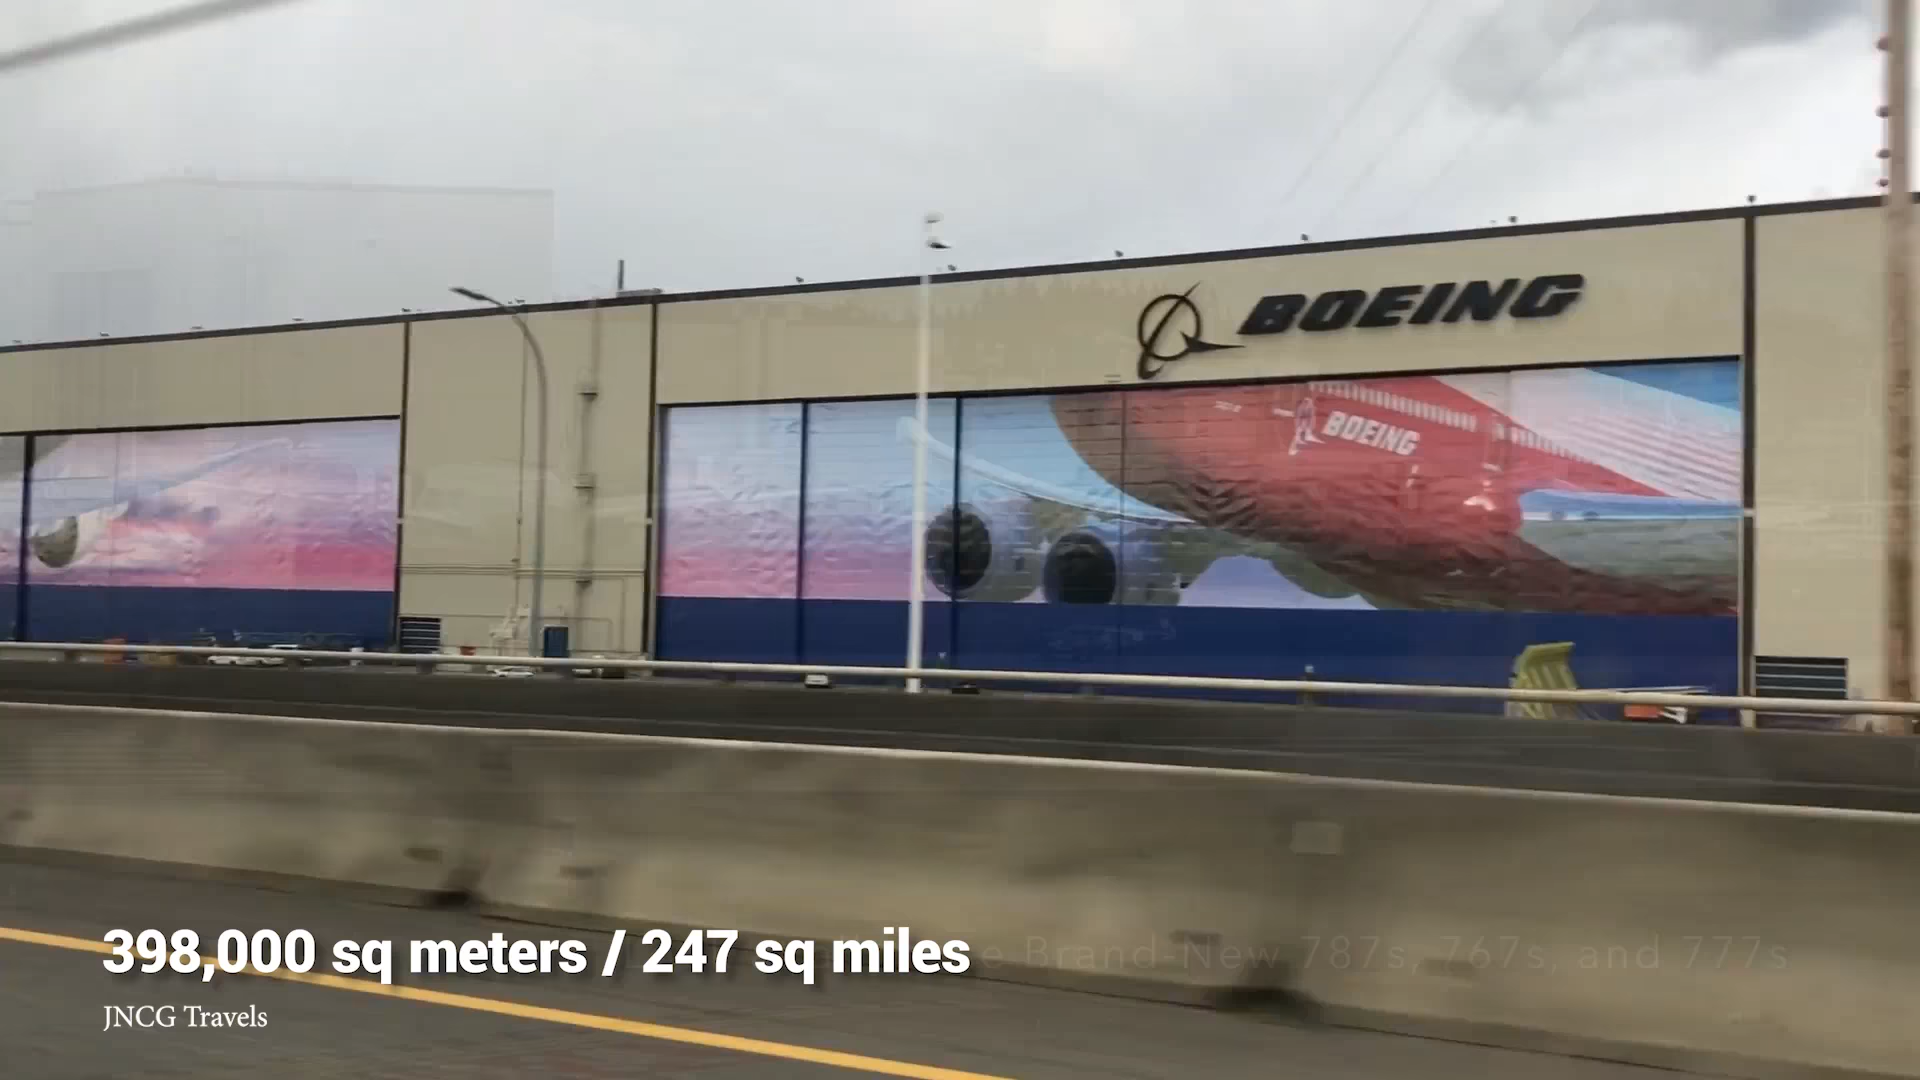 BOEING
BOEING
398,000 sq meters / 247 sq miles
Brand-New 787s, 767s, and 777s
JNCG Travels